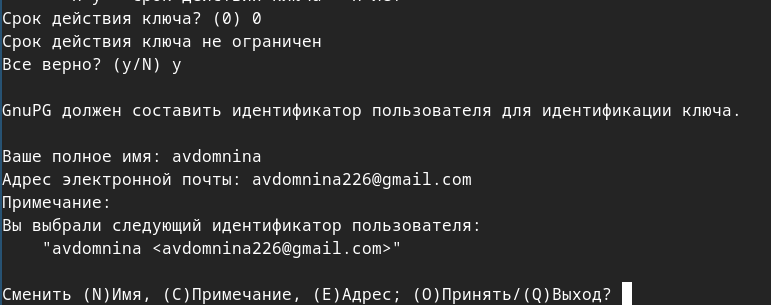 Срок действия ключа? (0) 0
Срок действия ключа не ограничен
Все верно? (y/N) y
GnuPG должен составить идентификатор пользователя для идентификации ключа.
Ваше полное имя: avdomnina
Адрес электронной почты: avdomnina226@gmail.com
Примечание:
Вы выбрали следующий идентификатор пользователя:
"avdomnina <avdomnina226@gmail.com>"
Сменить (N)Имя, (C)Примечание, (E)Адрес; (O)Принять/(Q)Выход?